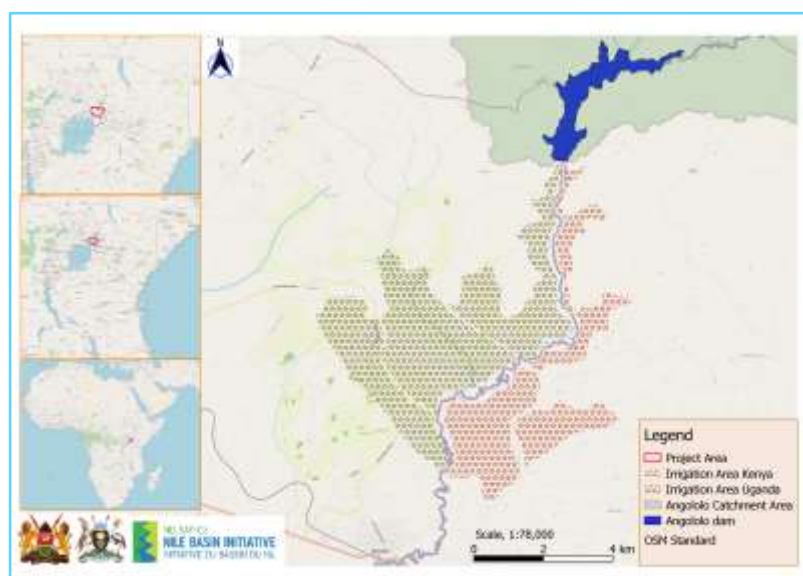 N
Legend
Project Area
Irrigation Area Kenya
Irrigation Area Uganda
Angololo Catchment Area
Angololo dam
OSM Standard
Scale, 1:78,000
0 2 4 km
NILE BASIN INITIATIVE
INITIATIVE DU BASSIN DU NIL